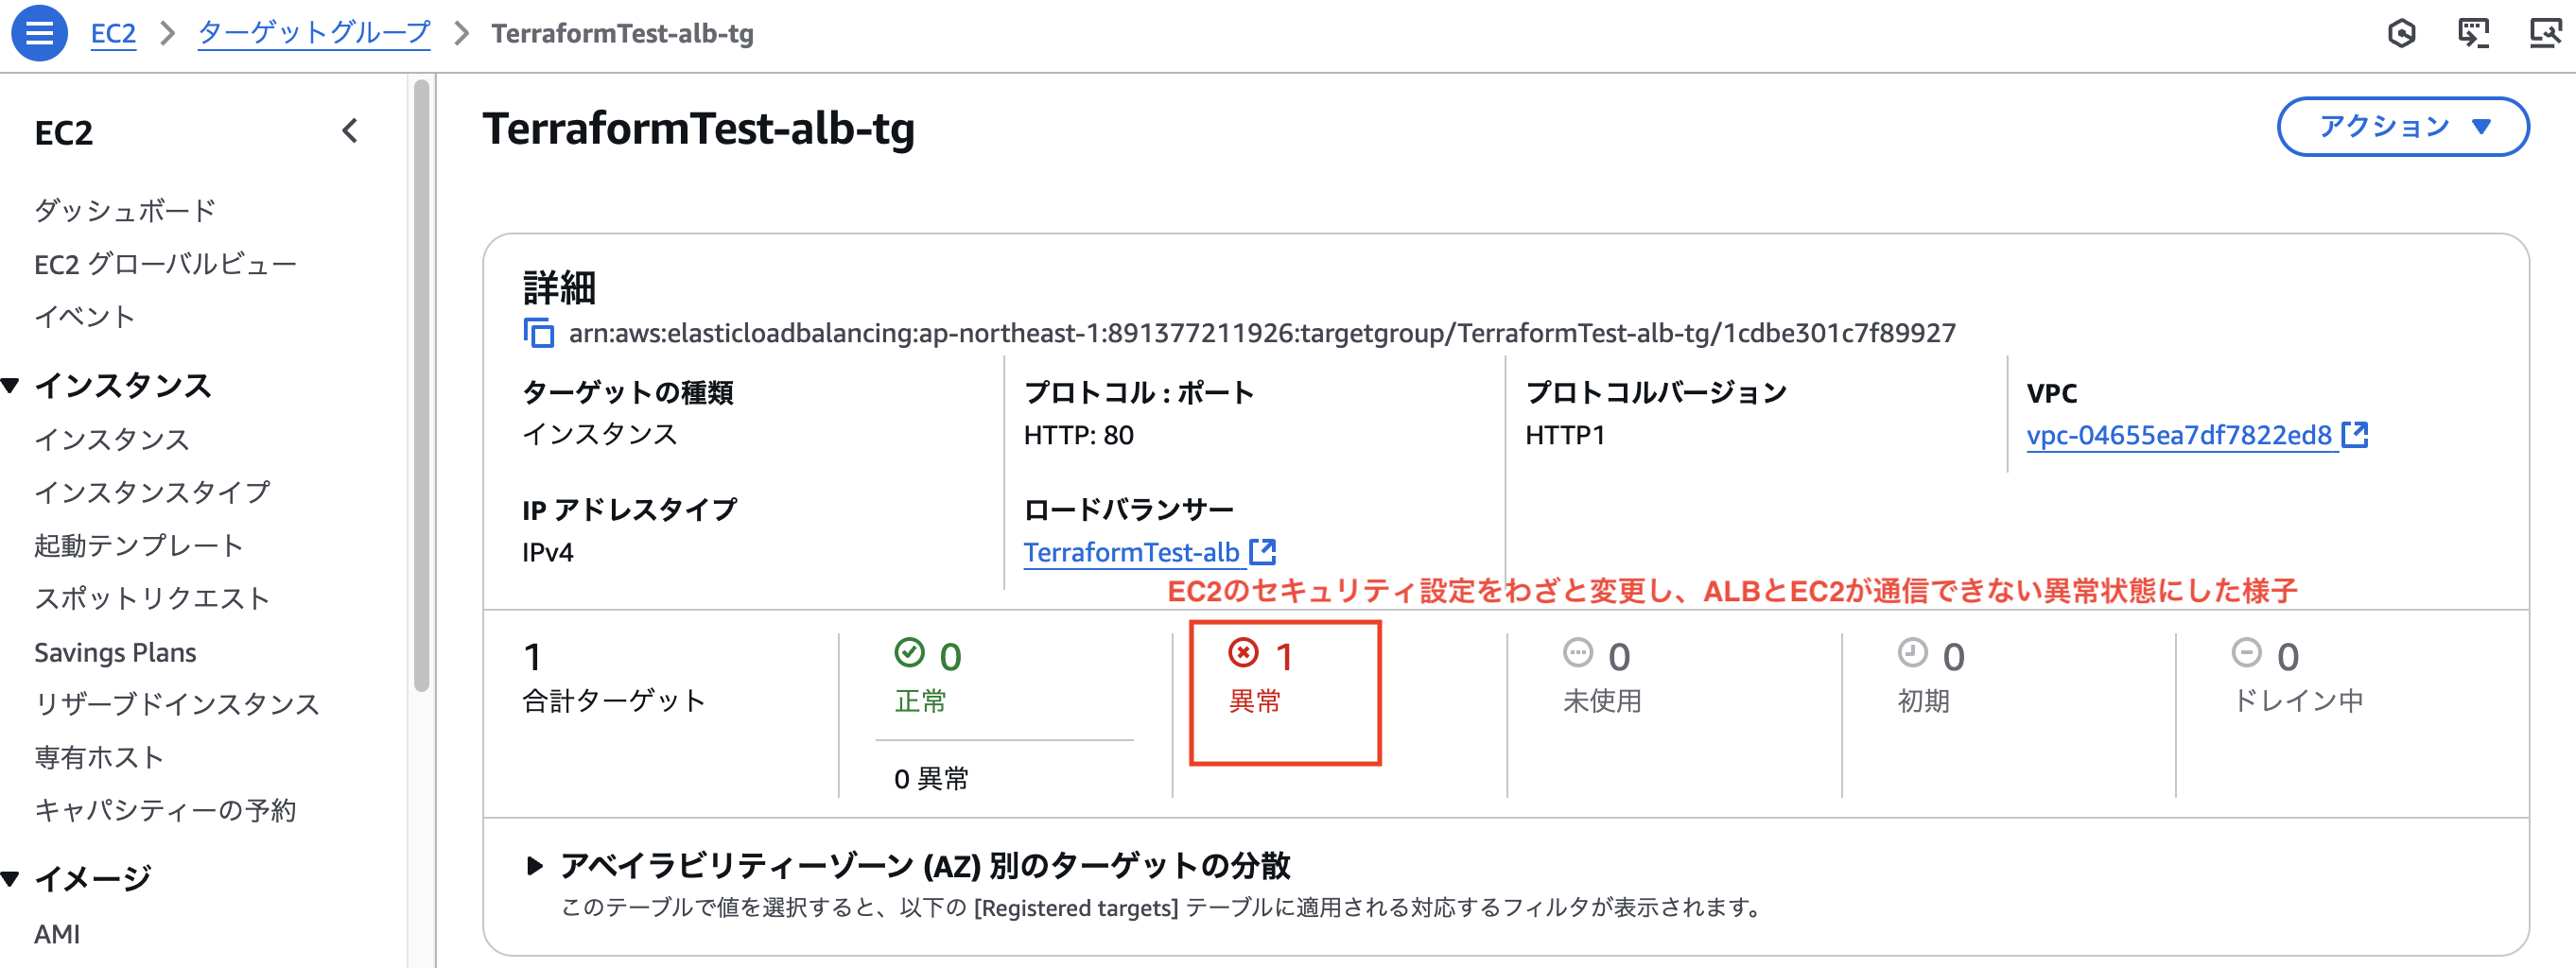 EC2 > ターゲットグループ > TerraformTest-alb-tg
EC2
ダッシュボード
EC2 グローバルビュー
イベント
インスタンス
インスタンス
インスタンスタイプ
起動テンプレート
スポットリクエスト
Savings Plans
リザーブドインスタンス
専有ホスト
キャパシティーの予約
イメージ
AMI
TerraformTest-alb-tg
アクション
詳細
arn:aws:elasticloadbalancing:ap-northeast-1:891377211926:targetgroup/TerraformTest-alb-tg/1cdbe301c7f89927
ターゲットの種類
インスタンス
プロトコル : ポート
HTTP: 80
プロトコルバージョン
HTTP1
VPC
vpc-04655ea7df7822ed8
IP アドレスタイプ
IPv4
ロードバランサー
TerraformTest-alb
EC2のセキュリティ設定をわざと変更し、ALBとEC2が通信できない異常状態にした様子
1
合計ターゲット
0
正常
0 異常
1
異常
0
未使用
0
初期
0
ドレイン中
アベイラビリティーゾーン (AZ) 別のターゲットの分散
このテーブルで値を選択すると、以下の [Registered targets] テーブルに適用される対応するフィルタが表示されます。